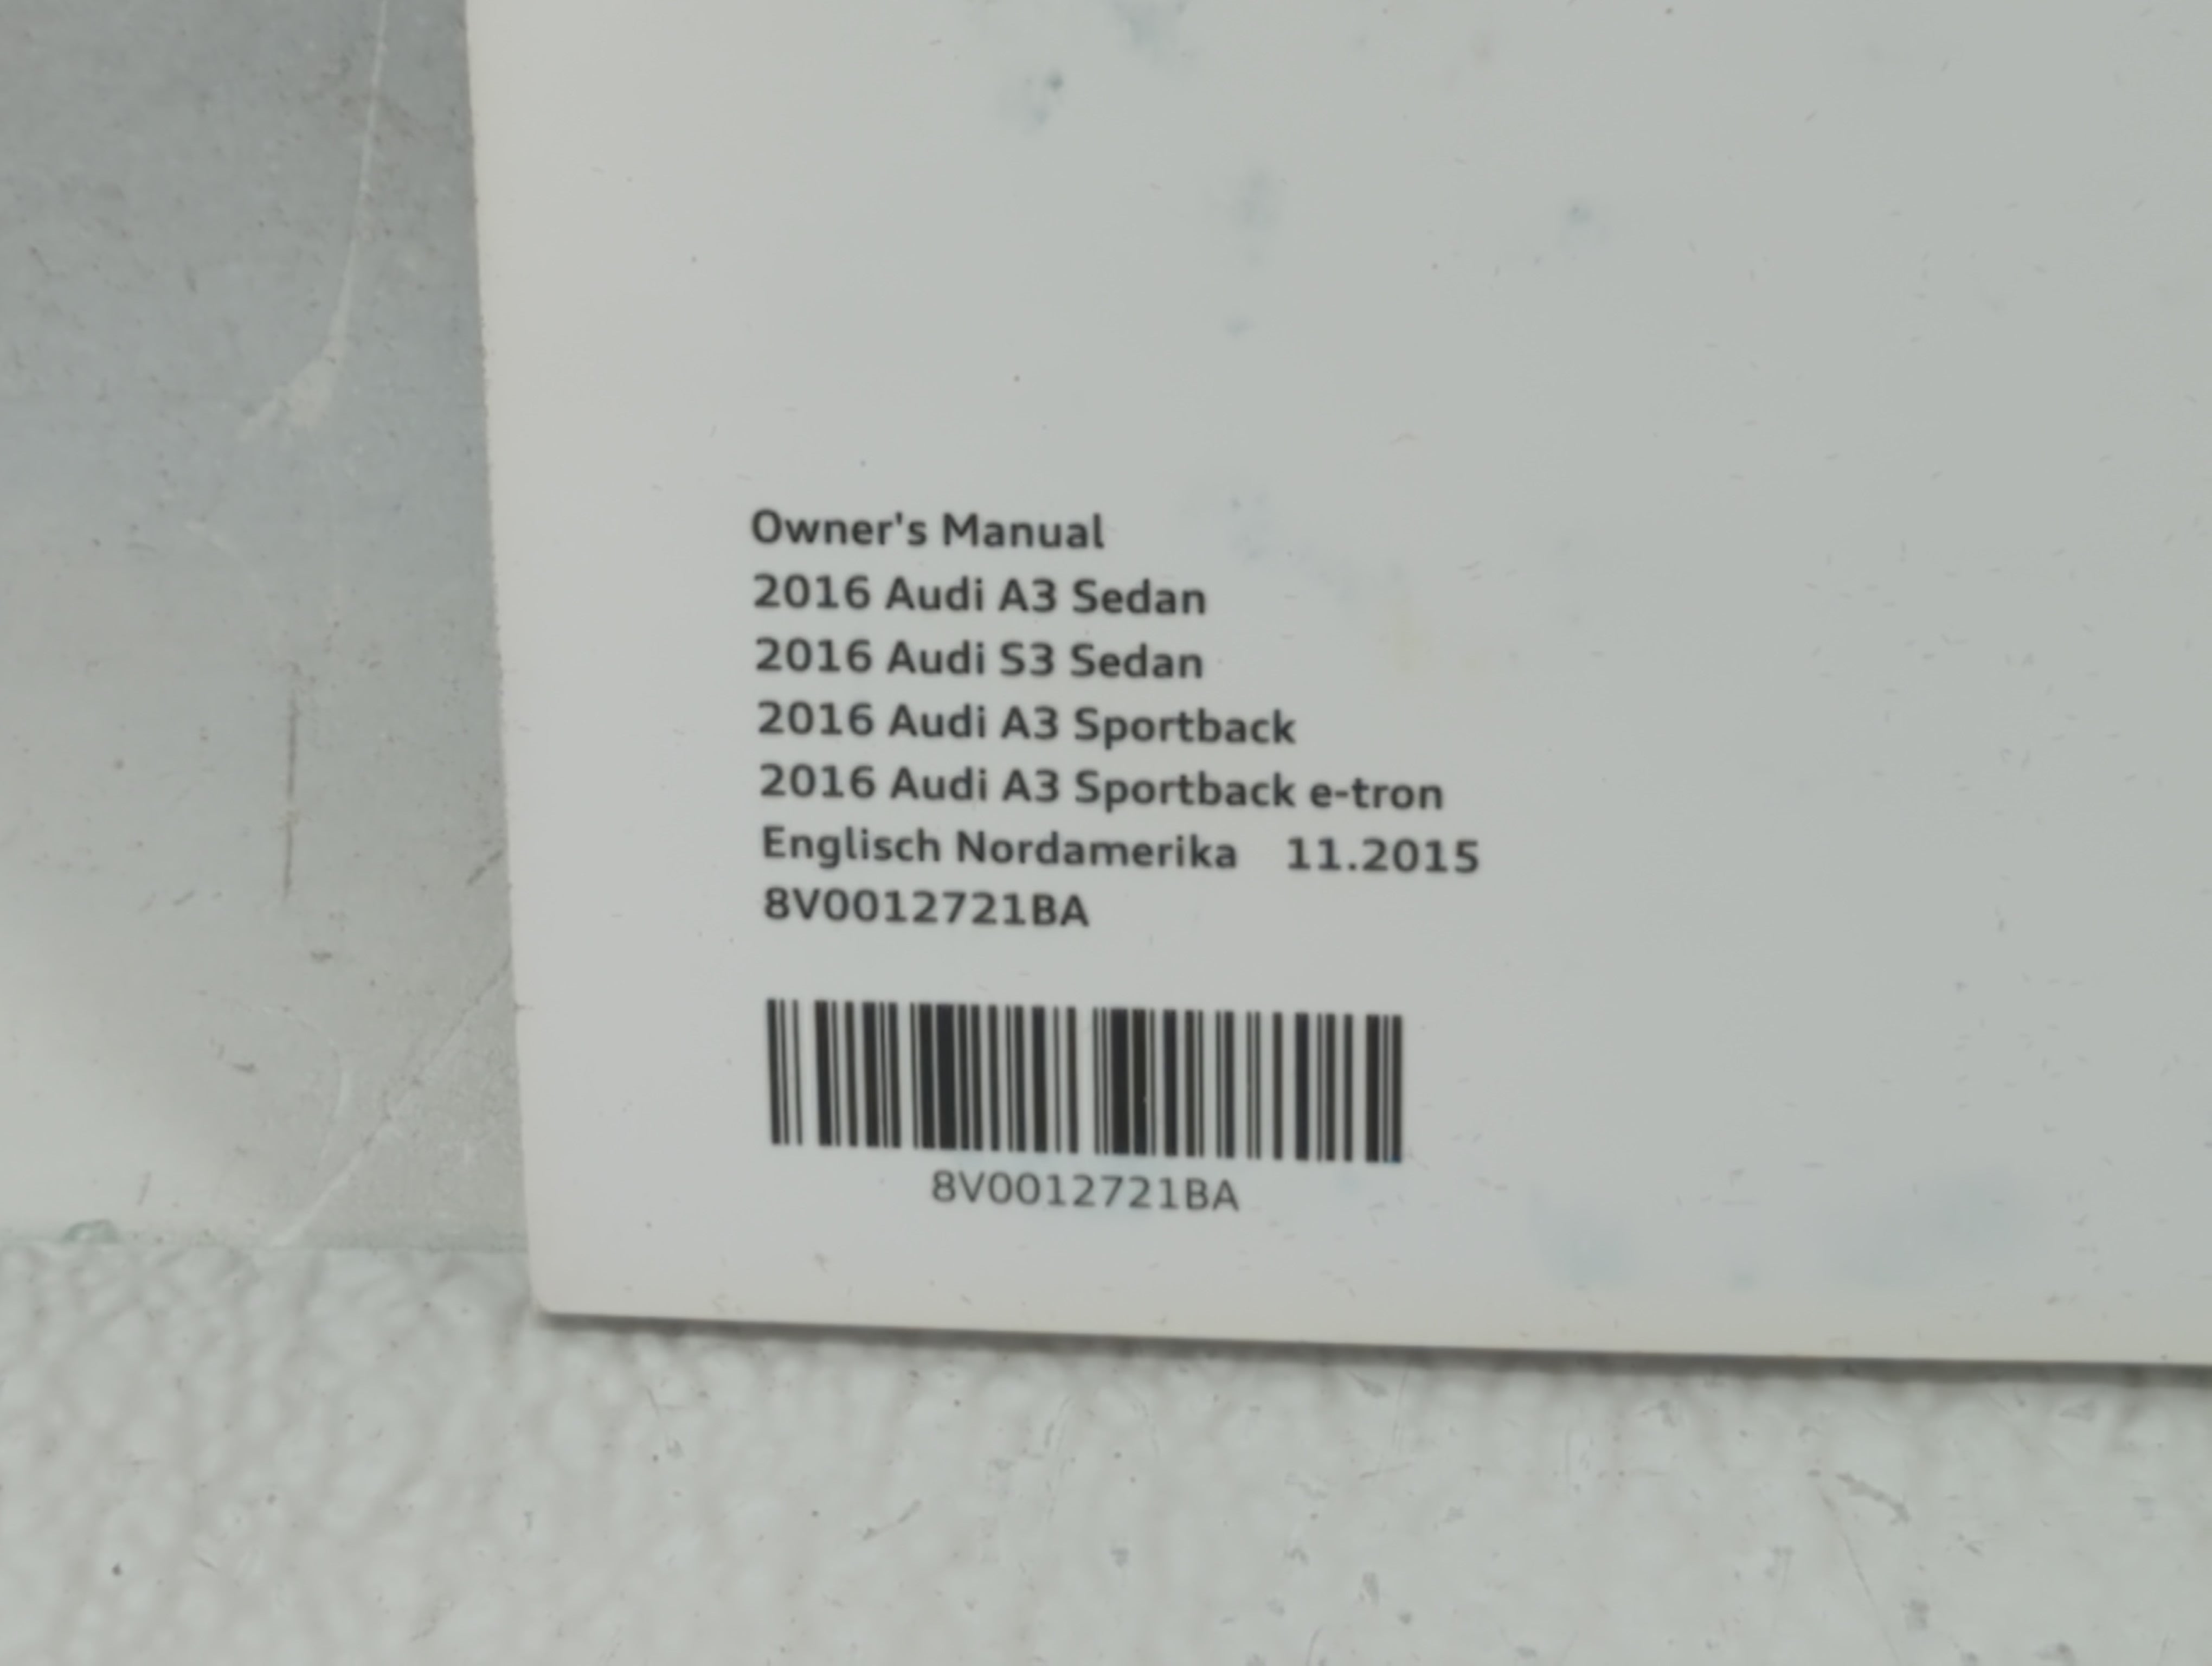 Owner's Manual
2016 Audi A3 Sedan
2016 Audi S3 Sedan
2016 Audi A3 Sportback
2016 Audi A3 Sportback e-tron
Englisch Nordamerika 11.2015
8V0012721BA
8V0012721BA